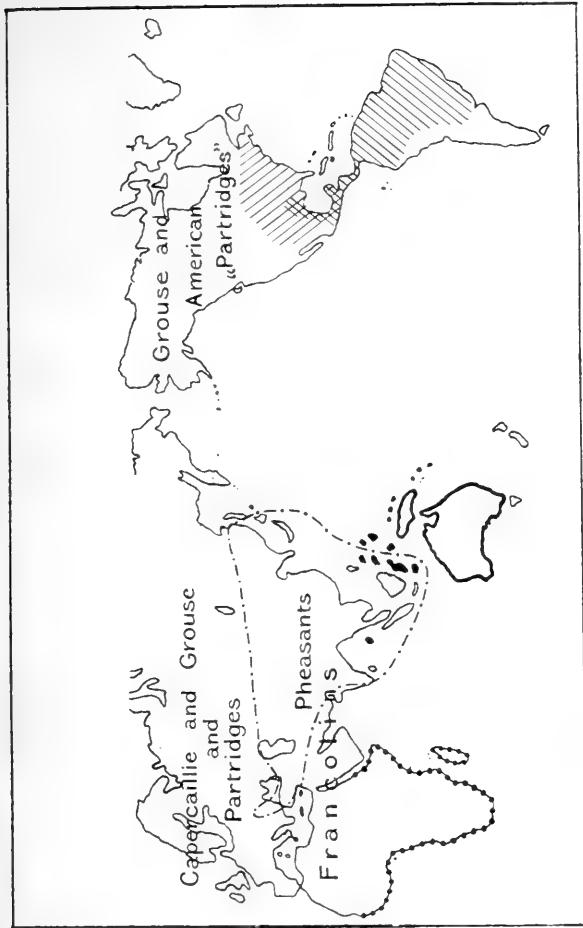 Capercaillie and Grouse
and
Partridges
Pheasants
Francolins
Grouse and
American
„Partridges”